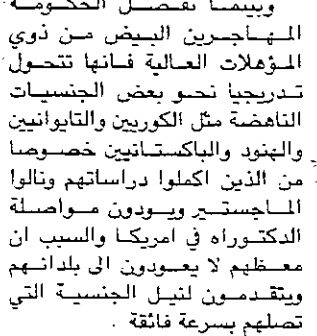 وبينما تفضل الحكومة
المهاجرين البيض من ذوي
المؤهلات العالية فانها تتحول
تدريجيا نحو بعض الجنسيات
الناهضة مثل الكوريين والتايوانيين
والهنود والباكستانيين خصوصا
من الذين اكملوا دراساتهم ونالوا
الماجستير ويودون مواصلة
الدكتوراه في امريكا والسبب ان
معظهم لا يعودون الى بلدانهم
ويتقدمون لنيل الجنسية التي
تصلهم بسرعة فائقة .